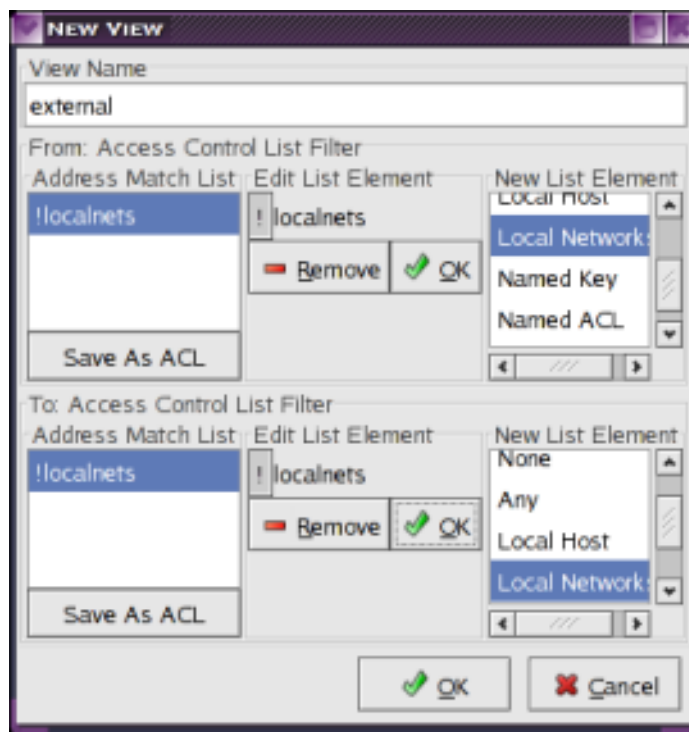 NEW VIEW
View Name
external
From: Access Control List Filter
Address Match List Edit List Element New List Element
!localnets
! localnets
Remove OK
Save As ACL
Local Host
Local Networks
Named Key
Named ACL
To: Access Control List Filter
Address Match List Edit List Element New List Element
!localnets
! localnets
Remove OK
Save As ACL
None
Any
Local Host
Local Networks
OK Cancel